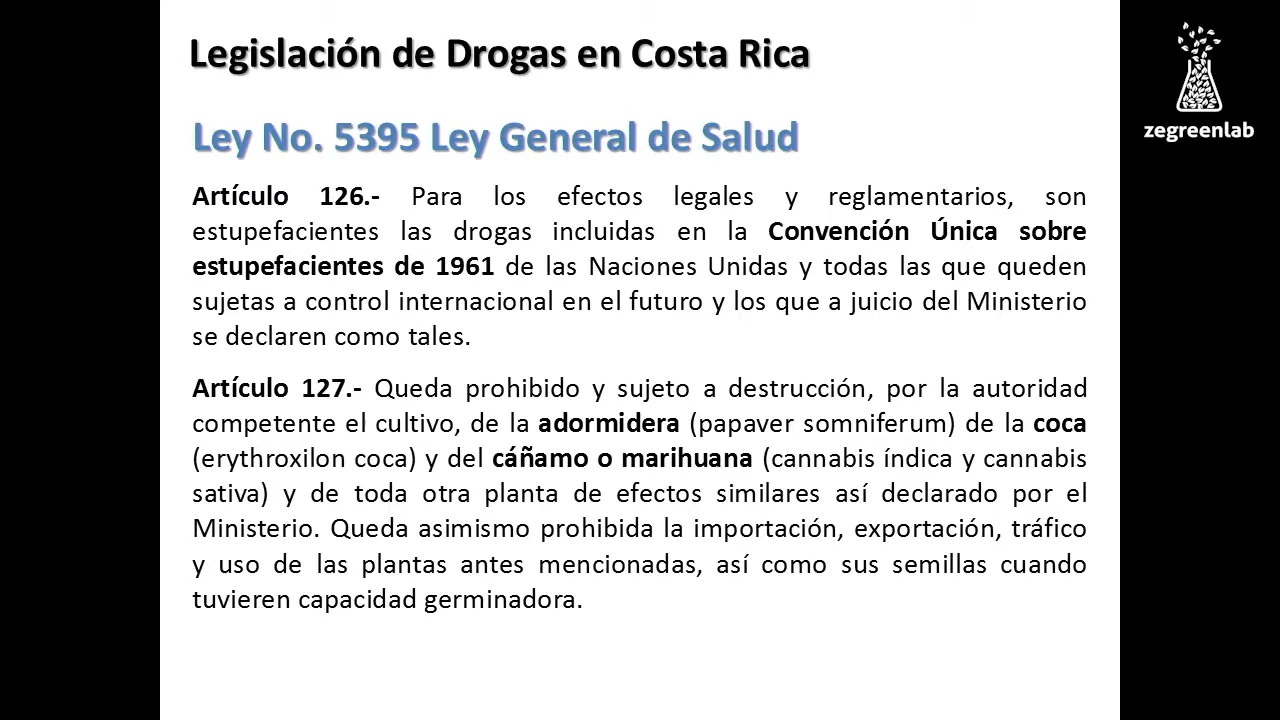 Legislación de Drogas en Costa Rica
zegreenlab
Ley No. 5395 Ley General de Salud
Artículo 126.- Para los efectos legales y reglamentarios, son
estupefacientes las drogas incluidas en la Convención Única sobre
estupefacientes de 1961 de las Naciones Unidas y todas las que queden
sujetas a control internacional en el futuro y los que a juicio del Ministerio
se declaren como tales.
Artículo 127.- Queda prohibido y sujeto a destrucción, por la autoridad
competente el cultivo, de la adormidera (papaver somniferum) de la coca
(erythroxilon coca) y del cáñamo o marihuana (cannabis índica y cannabis
sativa) y de toda otra planta de efectos similares así declarado por el
Ministerio. Queda asimismo prohibida la importación, exportación, tráfico
y uso de las plantas antes mencionadas, así como sus semillas cuando
tuvieren capacidad germinadora.